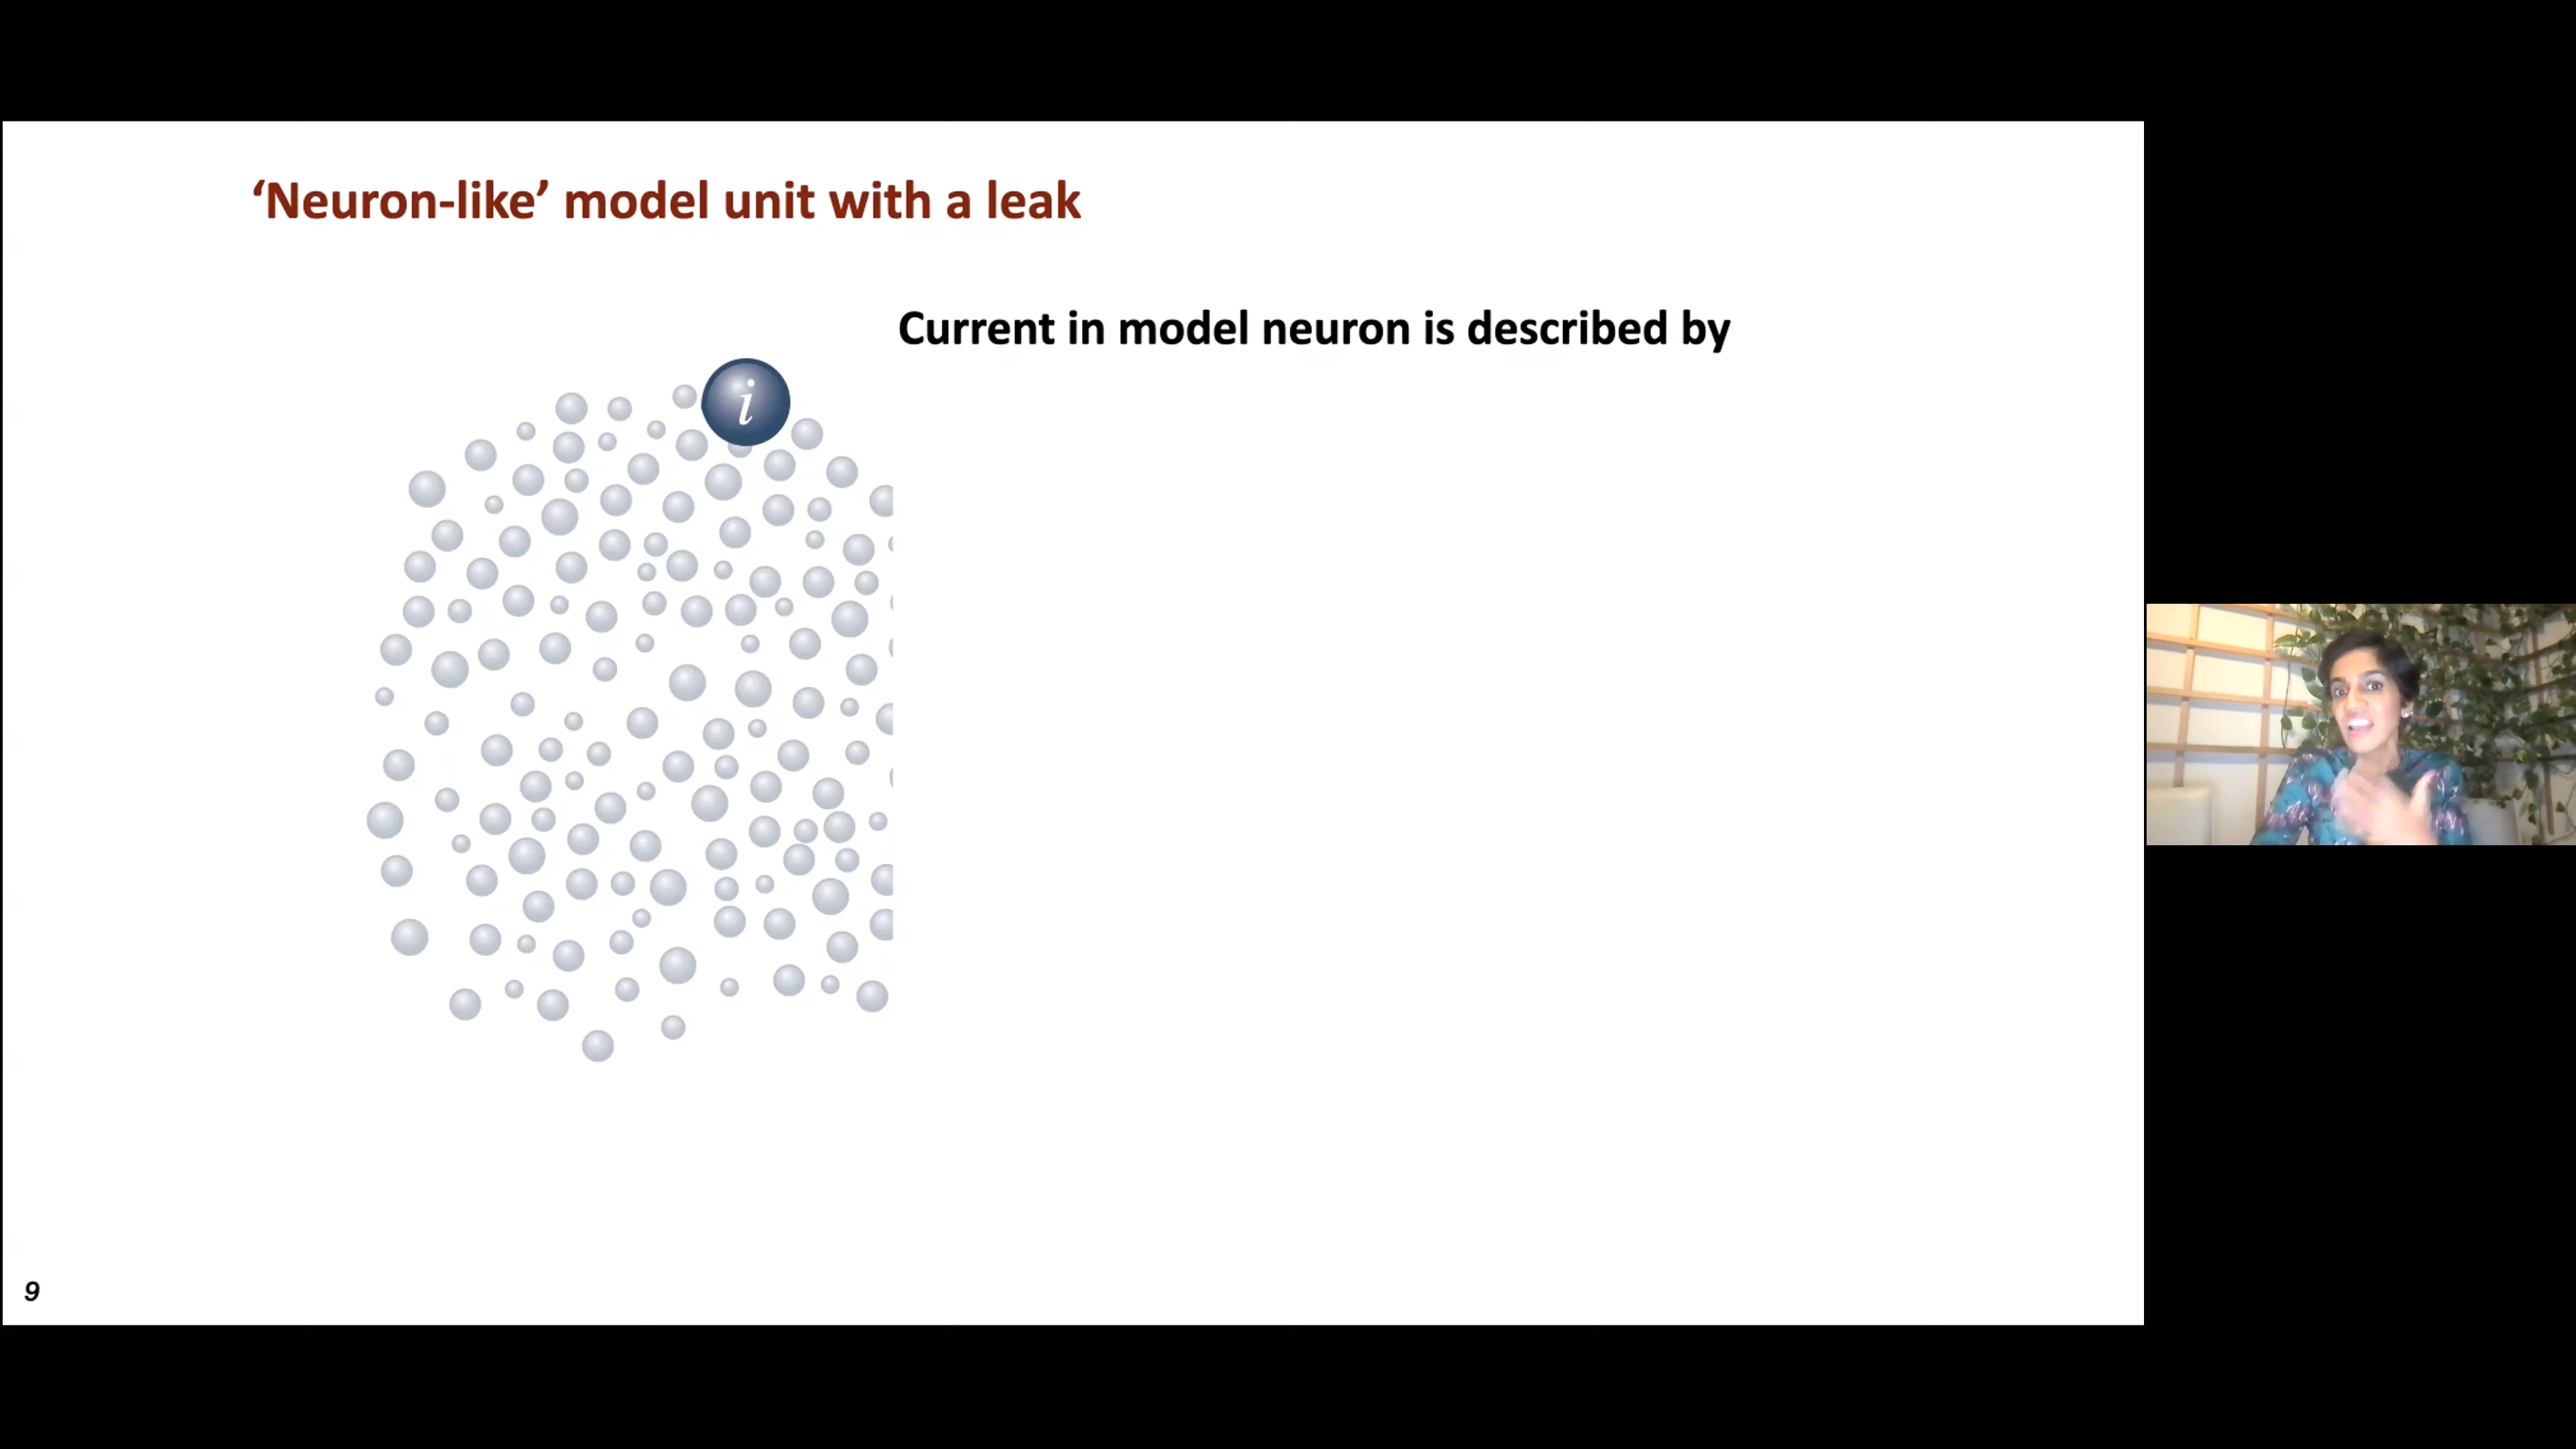 ‘Neuron-like’ model unit with a leak
Current in model neuron is described by
i
9